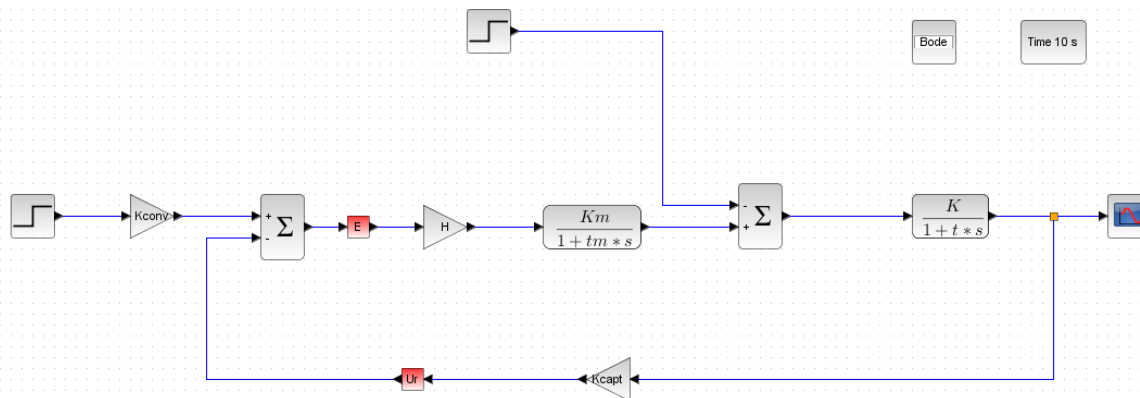 Bode
Time 10 s
Kconv
+
-
Σ
E
H
Km
1 + tm * s
-
+
Σ
K
1 + t * s
Ur
Kcapt